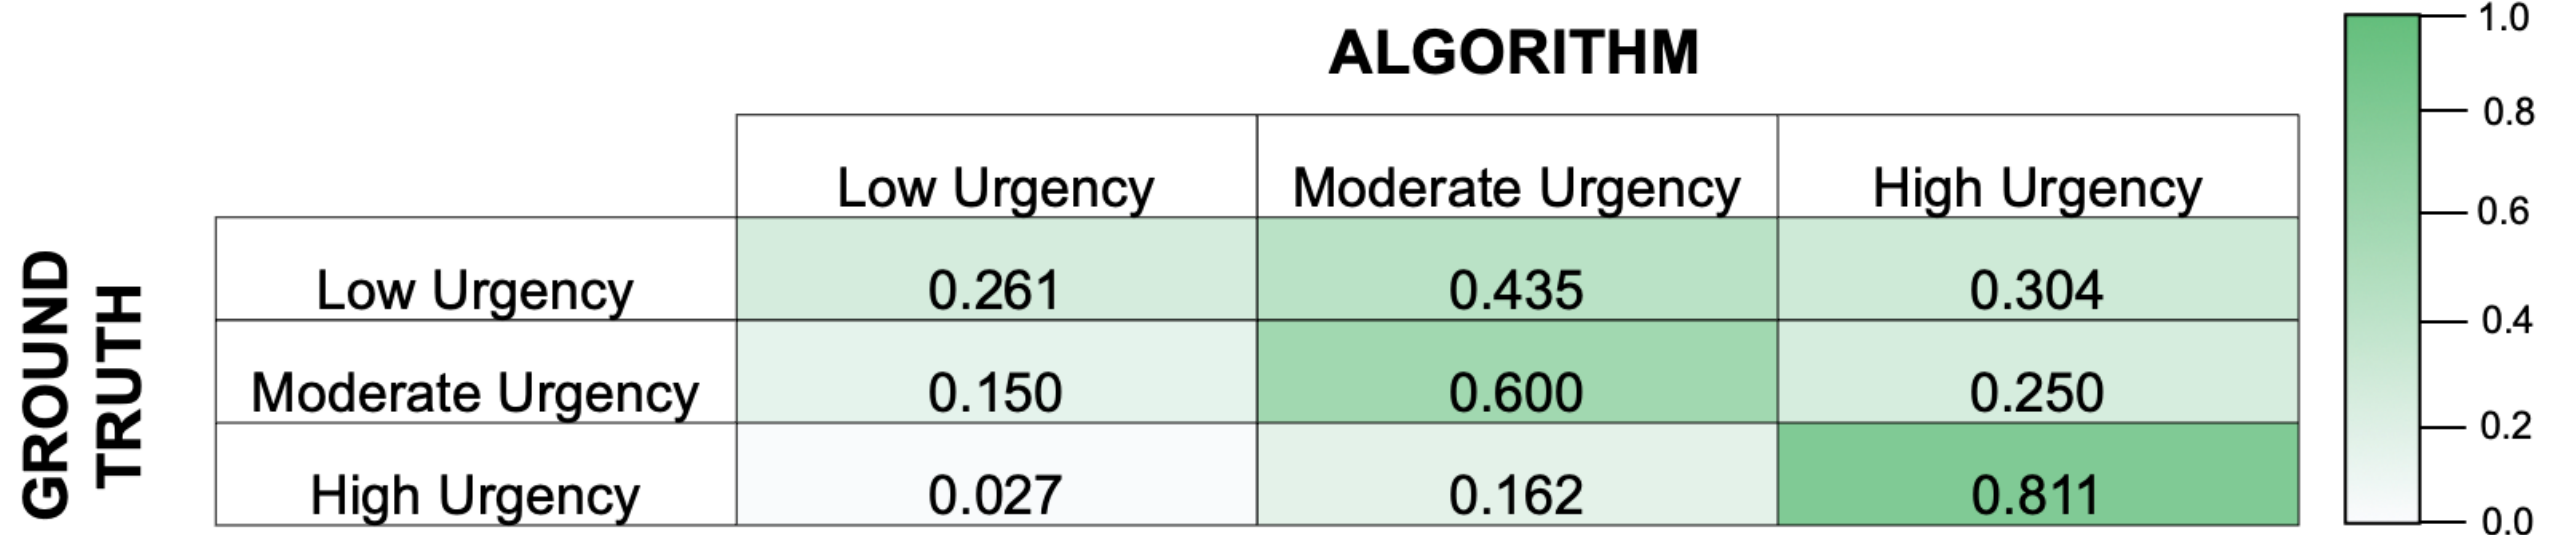 ALGORITHM
Low Urgency Moderate Urgency High Urgency
GROUND
TRUTH
Low Urgency 0.261 0.435 0.304
Moderate Urgency 0.150 0.600 0.250
High Urgency 0.027 0.162 0.811
1.0
0.8
0.6
0.4
0.2
0.0